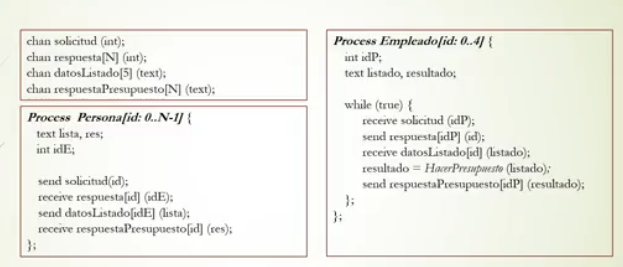 chan solicitud (int);
chan respuesta[N] (int);
chan datosListado[5] (text);
chan respuestaPresupuesto[N] (text);
Process Persona[id: 0..N-1] {
text lista, res;
int idE;
send solicitud(id);
receive respuesta[id] (idE);
send datosListado[idE] (lista);
receive respuestaPresupuesto[id] (res);
};
Process Empleado[id: 0..4] {
int idP;
text listado, resultado;
while (true) {
receive solicitud (idP);
send respuesta[idP] (id);
receive datosListado[id] (listado);
resultado = HacerPresupuesto (listado);
send respuestaPresupuesto[idP] (resultado);
};
};